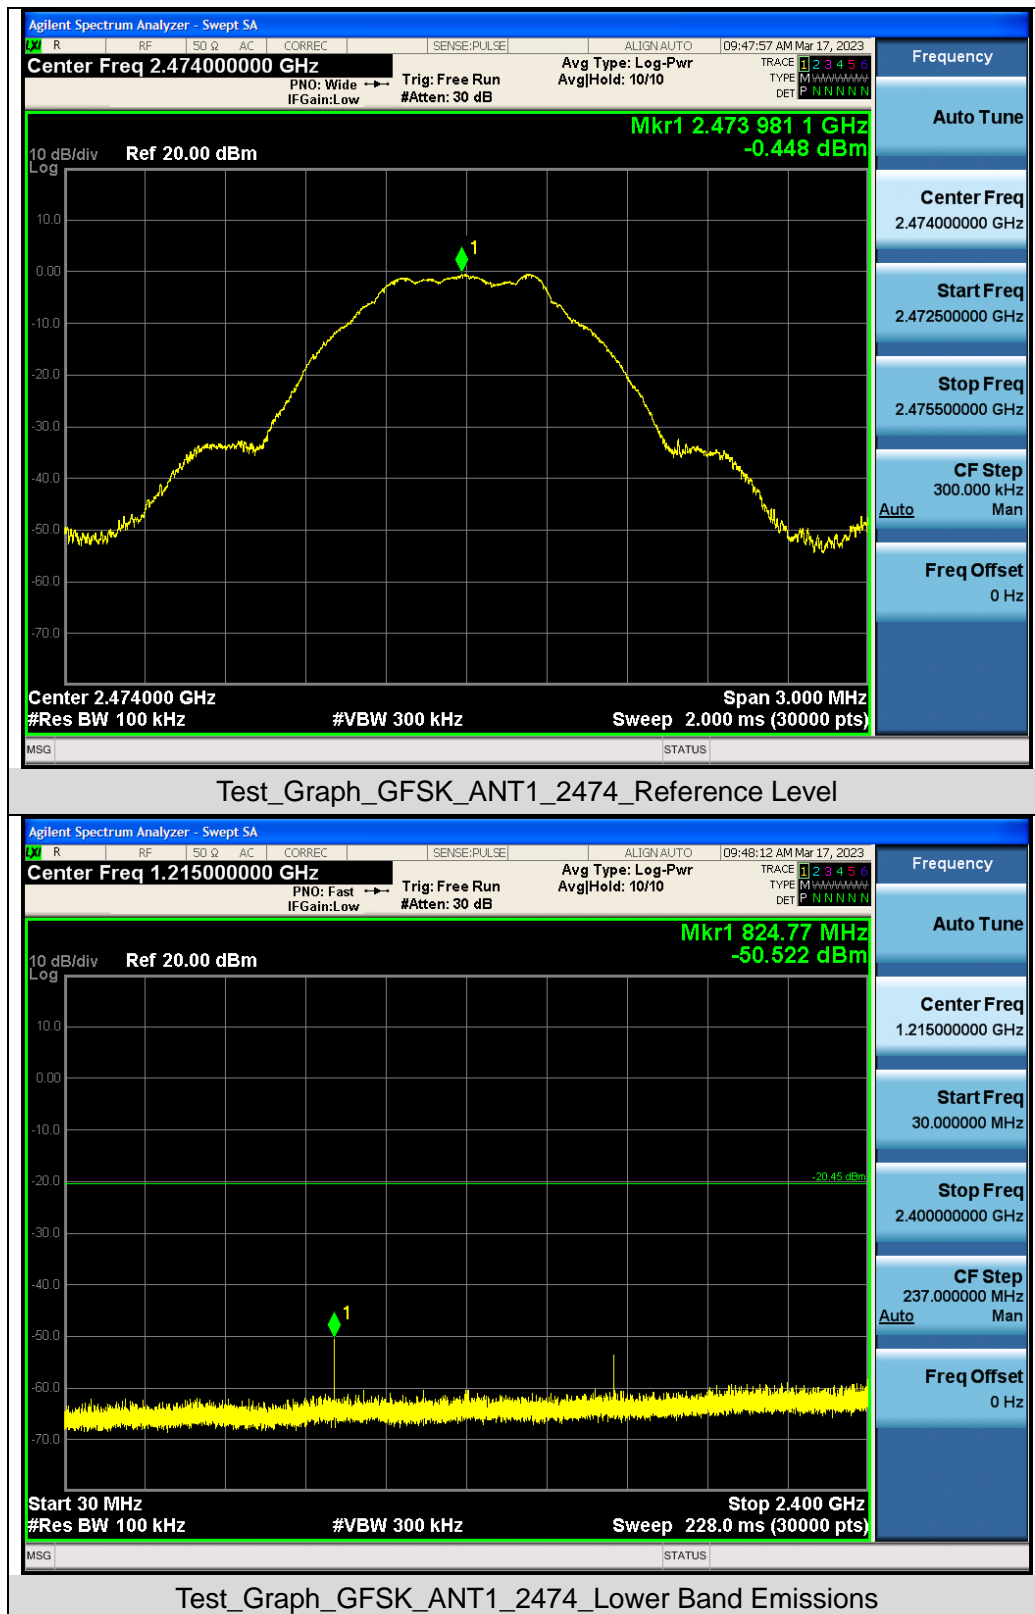 Agilent Spectrum Analyzer - Swept SA
LXI R RF 50 Ω AC CORREC SENSE:PULSE ALIGN AUTO 09:47:57 AM Mar 17, 2023
Center Freq 2.474000000 GHz
PNO: Wide
IFGain:Low
Trig: Free Run
#Atten: 30 dB
Avg Type: Log-Pwr
Avg|Hold: 10/10
TRACE 1 2 3 4 5 6
TYPE M
DET P N N N N N
Mkr1 2.473 981 1 GHz
-0.448 dBm
10 dB/div Ref 20.00 dBm
Log
10.0
1
0.00
-10.0
-20.0
-30.0
-40.0
-50.0
-60.0
-70.0
Center 2.474000 GHz Span 3.000 MHz
#Res BW 100 kHz #VBW 300 kHz Sweep 2.000 ms (30000 pts)
MSG STATUS
Frequency
Auto Tune
Center Freq
2.474000000 GHz
Start Freq
2.472500000 GHz
Stop Freq
2.475500000 GHz
CF Step
300.000 kHz
Auto Man
Freq Offset
0 Hz
Test_Graph_GFSK_ANT1_2474_Reference Level
Agilent Spectrum Analyzer - Swept SA
LXI R RF 50 Ω AC CORREC SENSE:PULSE ALIGN AUTO 09:48:12 AM Mar 17, 2023
Center Freq 1.215000000 GHz
PNO: Fast
IFGain:Low
Trig: Free Run
#Atten: 30 dB
Avg Type: Log-Pwr
Avg|Hold: 10/10
TRACE 1 2 3 4 5 6
TYPE M
DET P N N N N N
Mkr1 824.77 MHz
-50.522 dBm
10 dB/div Ref 20.00 dBm
Log
10.0
0.00
-10.0
-20.0
-20.45 dBm
-30.0
-40.0
1
-50.0
-60.0
-70.0
Start 30 MHz Stop 2.400 GHz
#Res BW 100 kHz #VBW 300 kHz Sweep 228.0 ms (30000 pts)
MSG STATUS
Frequency
Auto Tune
Center Freq
1.215000000 GHz
Start Freq
30.000000 MHz
Stop Freq
2.400000000 GHz
CF Step
237.000000 MHz
Auto Man
Freq Offset
0 Hz
Test_Graph_GFSK_ANT1_2474_Lower Band Emissions